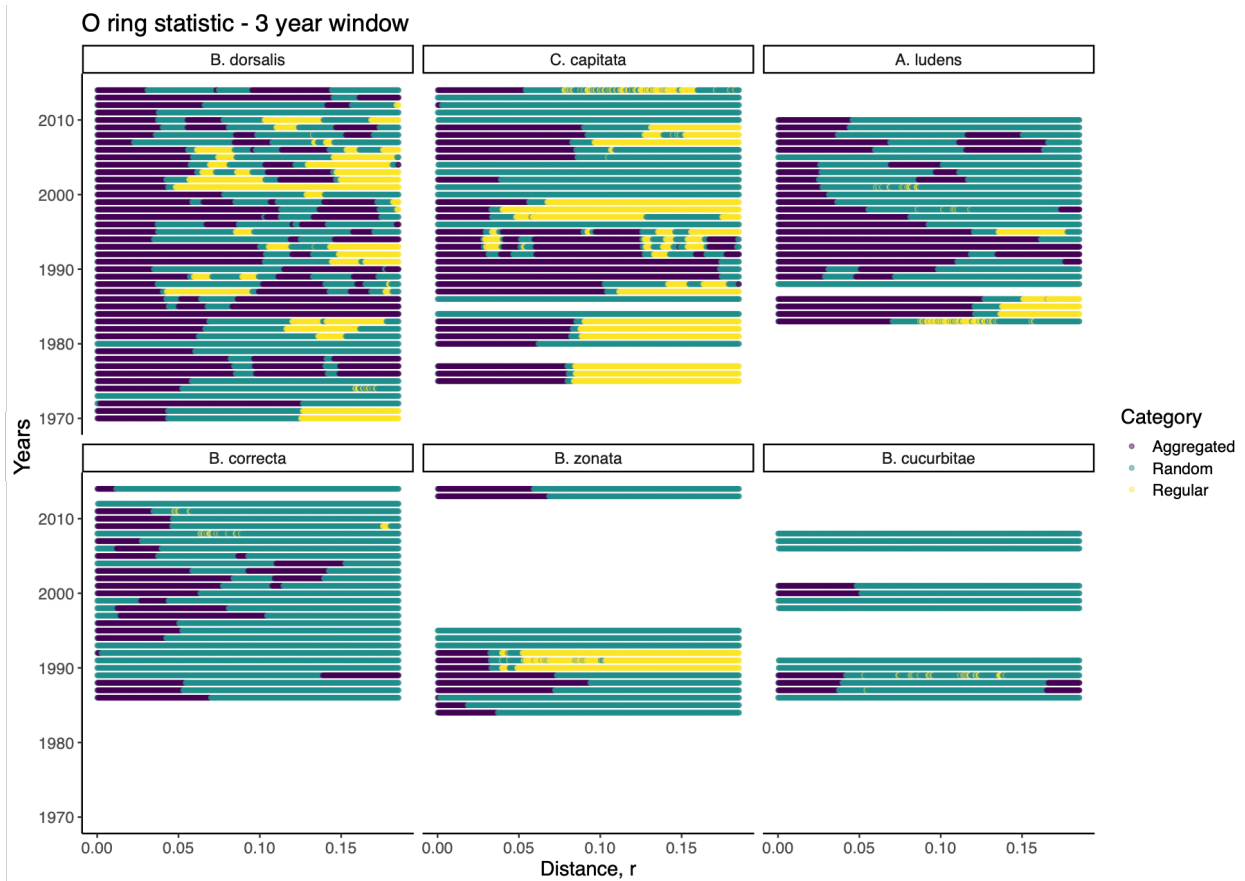 O ring statistic - 3 year window
B. dorsalis
C. capitata
A. ludens
2010
2000
1990
1980
1970
B. correcta
B. zonata
B. cucurbitae
2010
2000
1990
1980
1970
Years
0.00 0.05 0.10 0.15
0.00 0.05 0.10 0.15
0.00 0.05 0.10 0.15
Distance, r
Category
Aggregated
Random
Regular